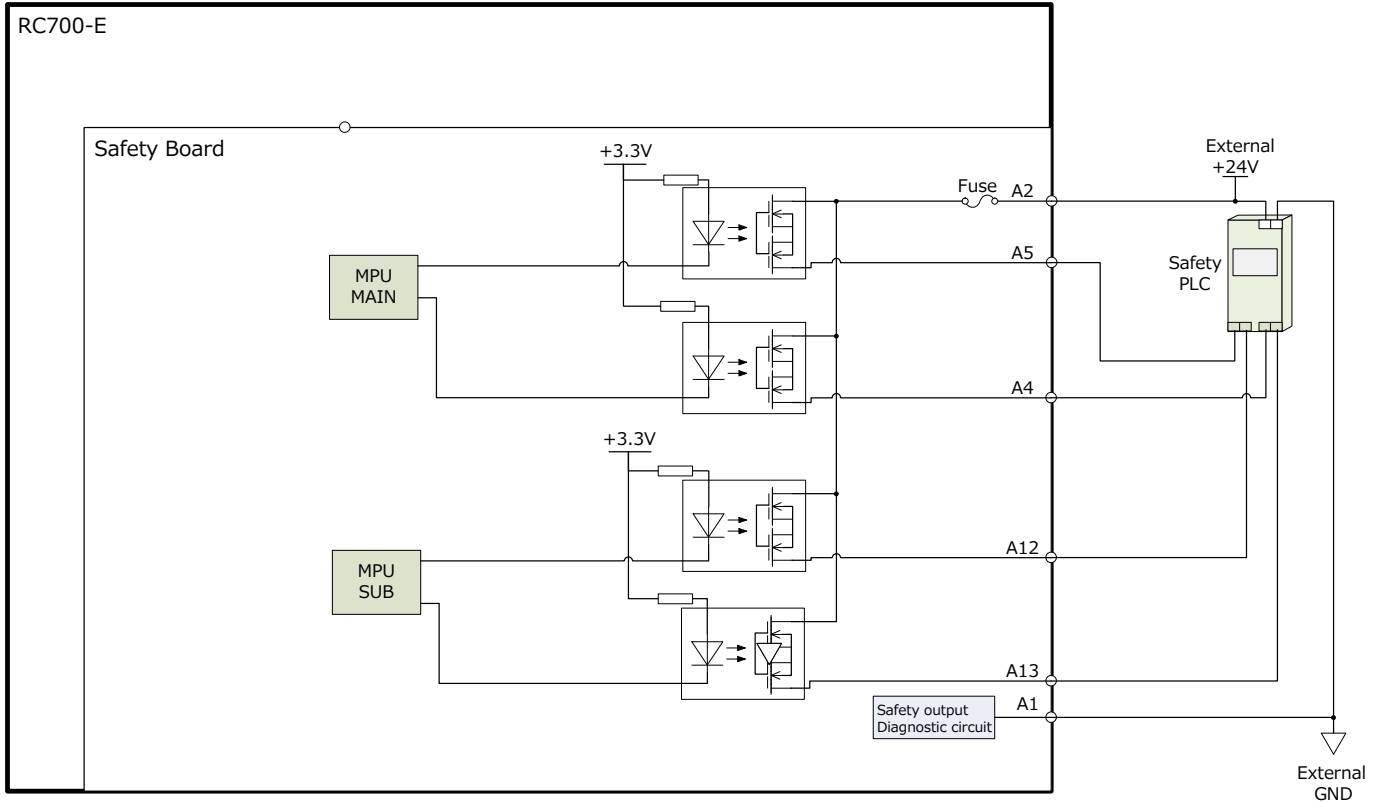 RC700-E
Safety Board
+3.3V
External
+24V
Fuse
A2
A5
Safety
PLC
MPU
MAIN
A4
+3.3V
A12
MPU
SUB
A13
A1
Safety output
Diagnostic circuit
External
GND